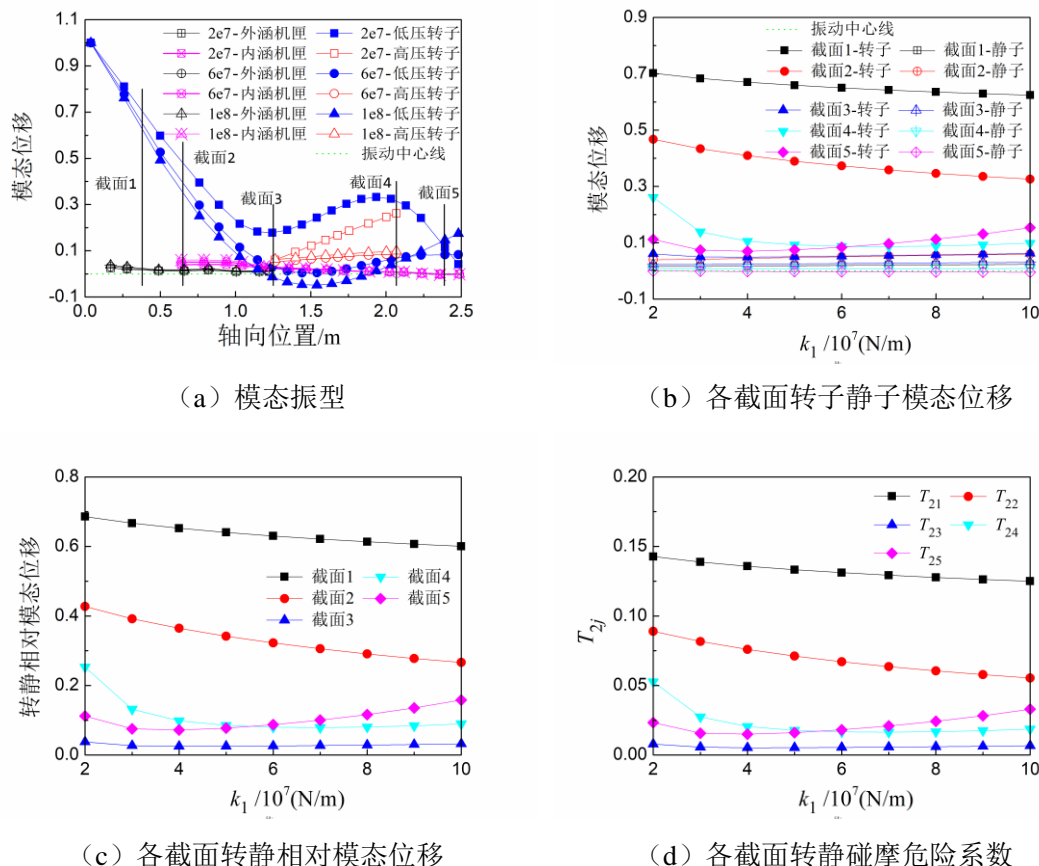 1.1
0.9
0.7
0.5
0.3
0.1
-0.1
模态位移
2e7-外涵机匣 2e7-低压转子
2e7-内涵机匣 2e7-高压转子
6e7-外涵机匣 6e7-低压转子
6e7-内涵机匣 6e7-高压转子
1e8-外涵机匣 1e8-低压转子
1e8-内涵机匣 1e8-高压转子
振动中心线
截面1
截面2
截面3
截面4
截面5
0.0 0.5 1.0 1.5 2.0 2.5
轴向位置/m
(a)模态振型
0.9
0.7
0.5
0.3
0.1
-0.1
模态位移
振动中心线
截面1-转子 截面1-静子
截面2-转子 截面2-静子
截面3-转子 截面3-静子
截面4-转子 截面4-静子
截面5-转子 截面5-静子
2 4 6 8 10
k1 /10^7(N/m)
(b)各截面转子静子模态位移
0.8
0.6
0.4
0.2
0.0
转静相对模态位移
截面1 截面4
截面2 截面5
截面3
2 4 6 8 10
k1 /10^7(N/m)
(c)各截面转静相对模态位移
0.20
0.15
0.10
0.05
0.00
T2j
T21 T22
T23 T24
T25
2 4 6 8 10
k1 /10^7(N/m)
(d)各截面转静碰摩危险系数